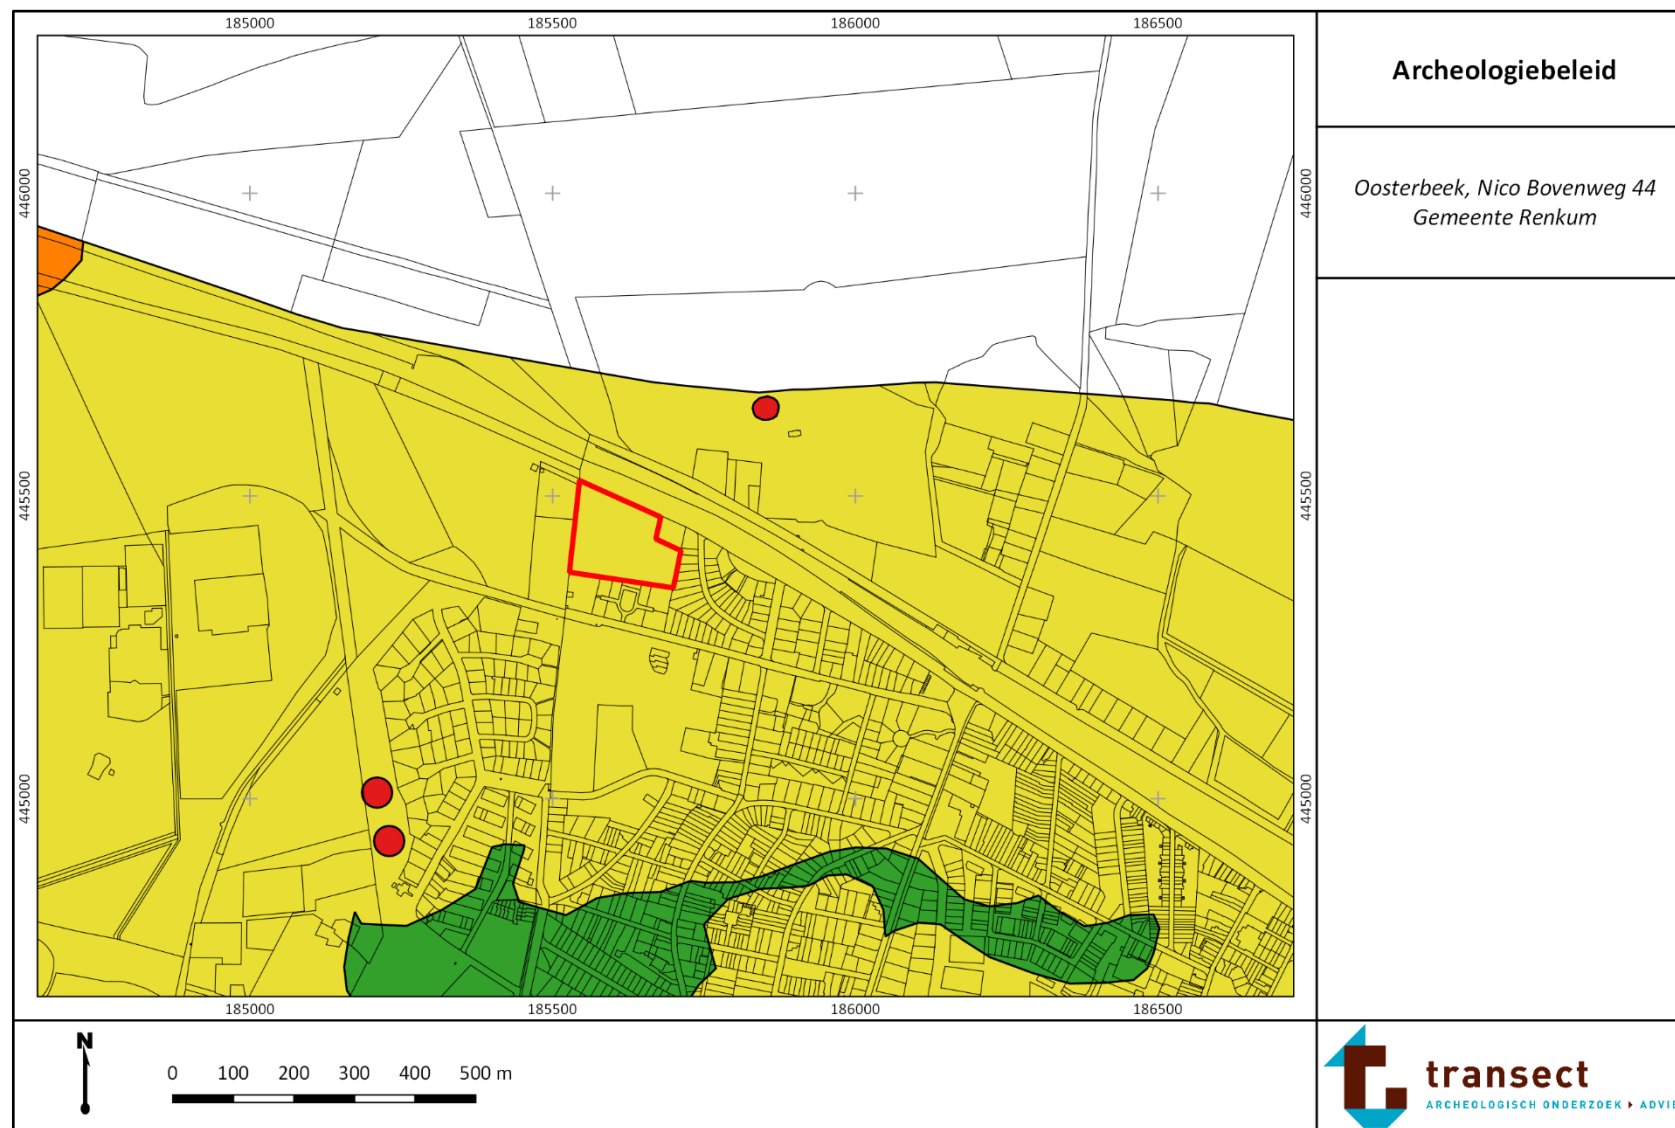 185000 185500 186000 186500
446000 446000
445500 445500
445000 445000
185000 185500 186000 186500
Archeologiebeleid
Oosterbeek, Nico Bovenweg 44
Gemeente Renkum
N
0 100 200 300 400 500 m
transect
ARCHEOLOGISCH ONDERZOEK ▸ ADVIE